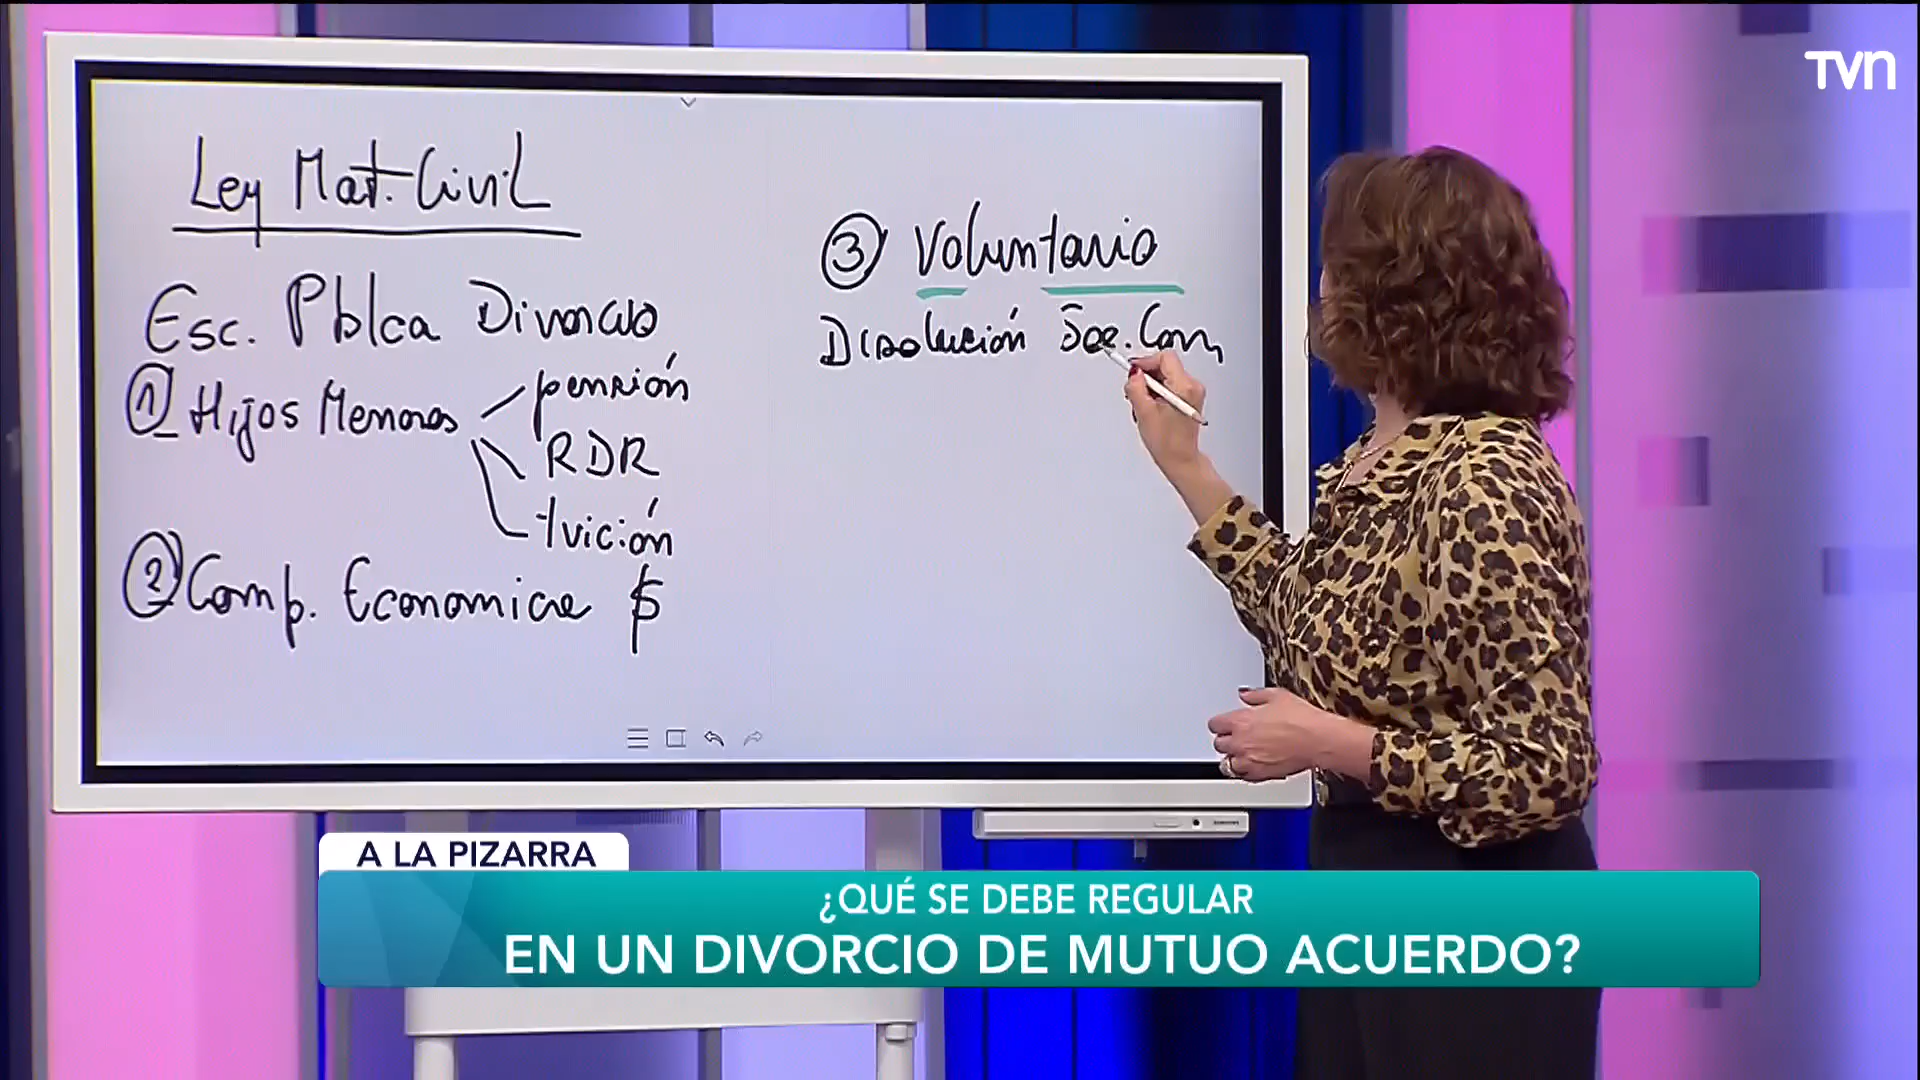 TVN
Ley Mat. Civil
Esc. Pblca Divorcio
① Hijos Menores
pensión
RDR
tuición
② Comp. Economica $
③ Voluntario
Disolución Soc. Com
A LA PIZARRA
¿QUÉ SE DEBE REGULAR
EN UN DIVORCIO DE MUTUO ACUERDO?